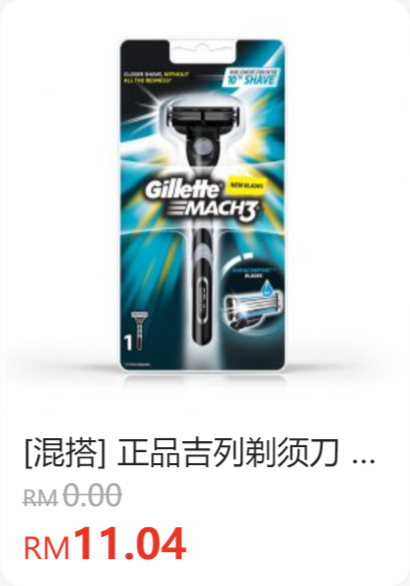 CLOSER SHAVE, WITHOUT
ALL THE REDNESS*
10TH SHAVE
Gillette
NEW BLADES
MACH3
BLADES
1
[混搭] 正品吉列剃须刀 ...
RM 0.00
RM11.04